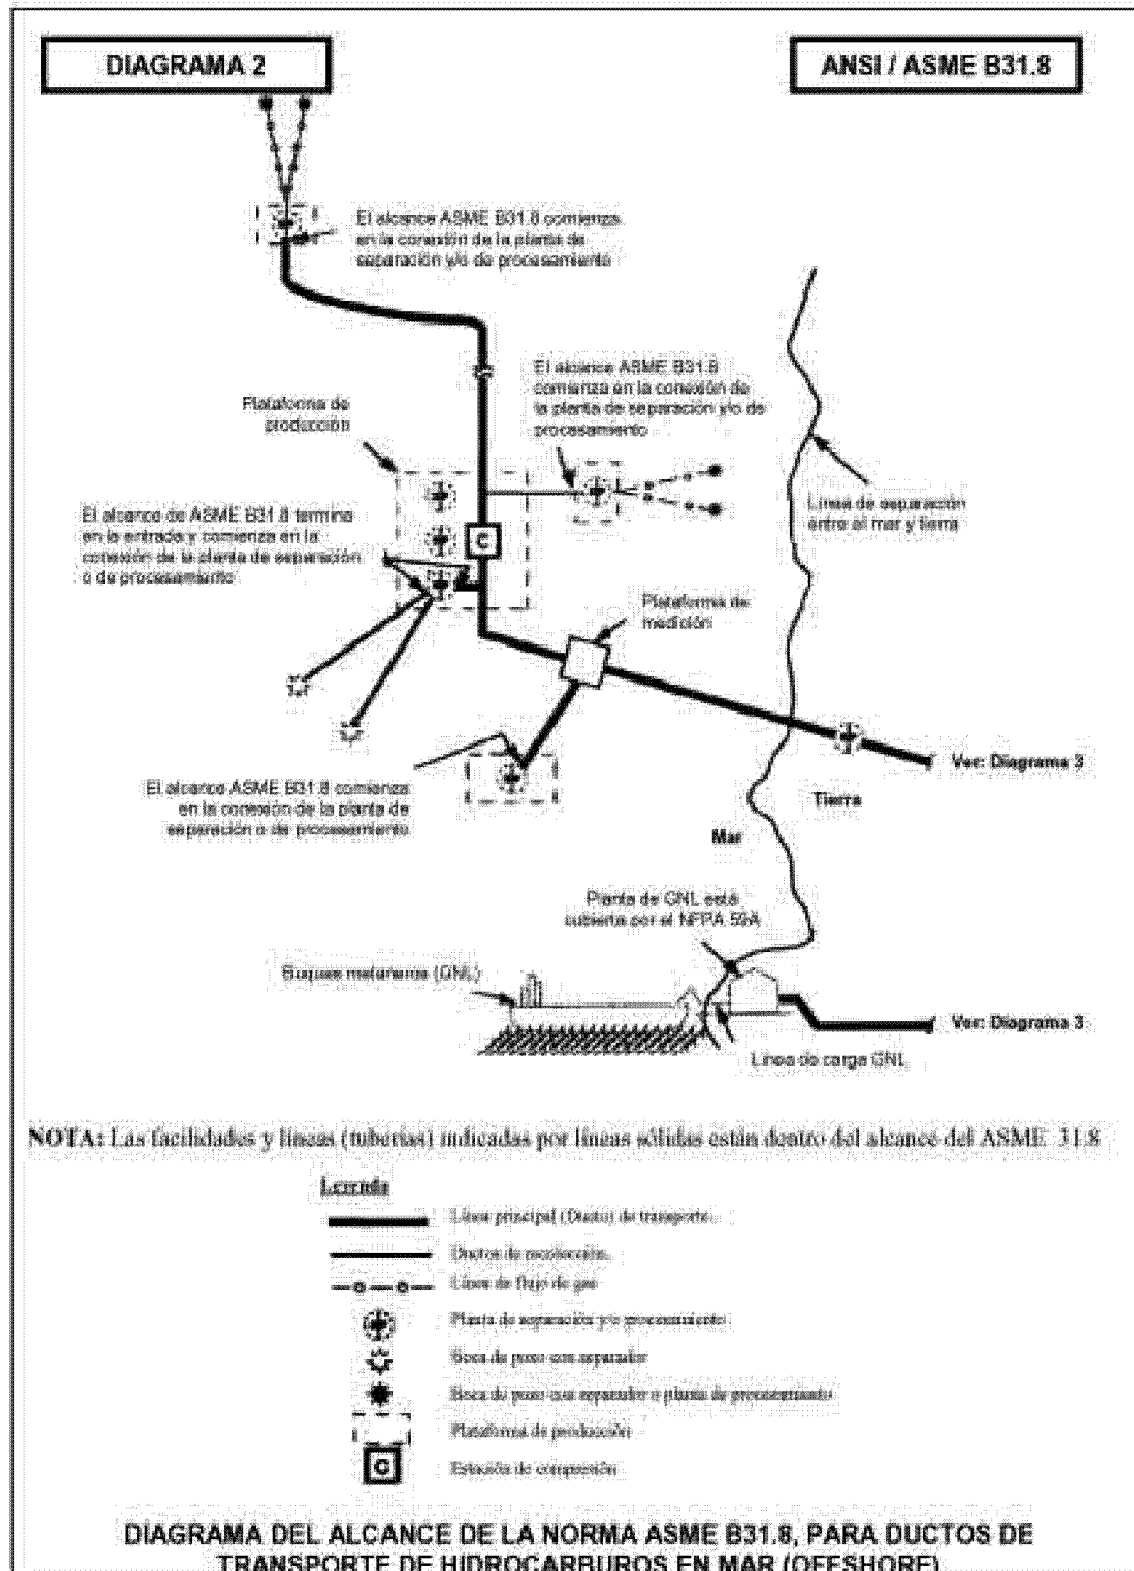 DIAGRAMA 2
ANSI / ASME B31.8
El alcance ASME B31.8 comienza
en la conexión de la planta de
separación y/o de procesamiento
El alcance ASME B31.8
comienza en la conexión de
la planta de separación y/o de
procesamiento
Plataforma de
producción
Línea de separación
entre el mar y tierra
El alcance de ASME B31.8 termina
en la entrada y comienza en la
conexión de la planta de separación
o de procesamiento
Plataforma de
medición
Ver: Diagrama 3
El alcance ASME B31.8 comienza
en la conexión de la planta de
separación o de procesamiento
Tierra
Mar
Planta de GNL está
cubierta por el NFPA 59A
Buques metaneros (GNL)
Ver: Diagrama 3
Línea de carga GNL
NOTA: Las facilidades y líneas (tuberías) indicadas por líneas sólidas están dentro del alcance del ASME 31.8
Leyenda
Línea principal (Ducto) de transporte.
Ductos de recolección.
Línea de flujo de gas
Planta de separación y/o procesamiento
Boca de pozo con separador
Boca de pozo con separador o planta de procesamiento
Plataforma de producción
Estación de compresión
C
C
DIAGRAMA DEL ALCANCE DE LA NORMA ASME B31.8, PARA DUCTOS DE
TRANSPORTE DE HIDROCARBUROS EN MAR (OFFSHORE)